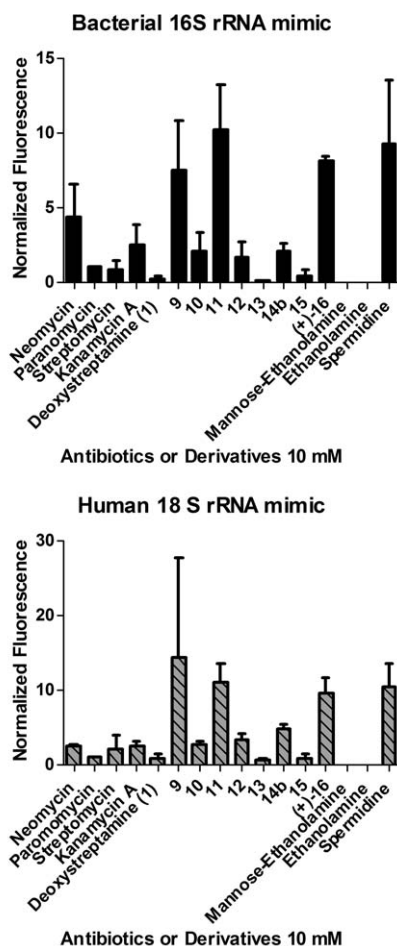 Bacterial 16S rRNA mimic
Normalized Fluorescence
15
10
5
0
Neomycin
Paranomycin
Streptomycin
Kanamycin A
Deoxystreptamine (1)
9
10
11
12
13
14b
15
(+)-16
Mannose-Ethanolamine
Ethanolamine
Spermidine
Antibiotics or Derivatives 10 mM
Human 18 S rRNA mimic
Normalized Fluorescence
30
20
10
0
Neomycin
Paromomycin
Streptomycin
Kanamycin A
Deoxystreptamine (1)
9
10
11
12
13
14b
15
(+)-16
Mannose-Ethanolamine
Ethanolamine
Spermidine
Antibiotics or Derivatives 10 mM